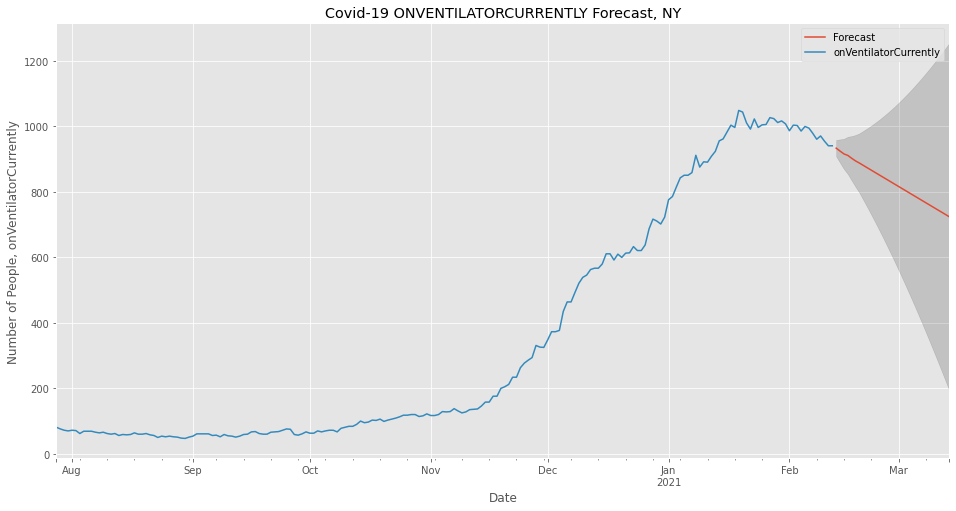 Covid-19 ONVENTILATORCURRENTLY Forecast, NY
Forecast
onVentilatorCurrently
Number of People, onVentilatorCurrently
1200
1000
800
600
400
200
0
Aug Sep Oct Nov Dec Jan Feb Mar
2021
Date